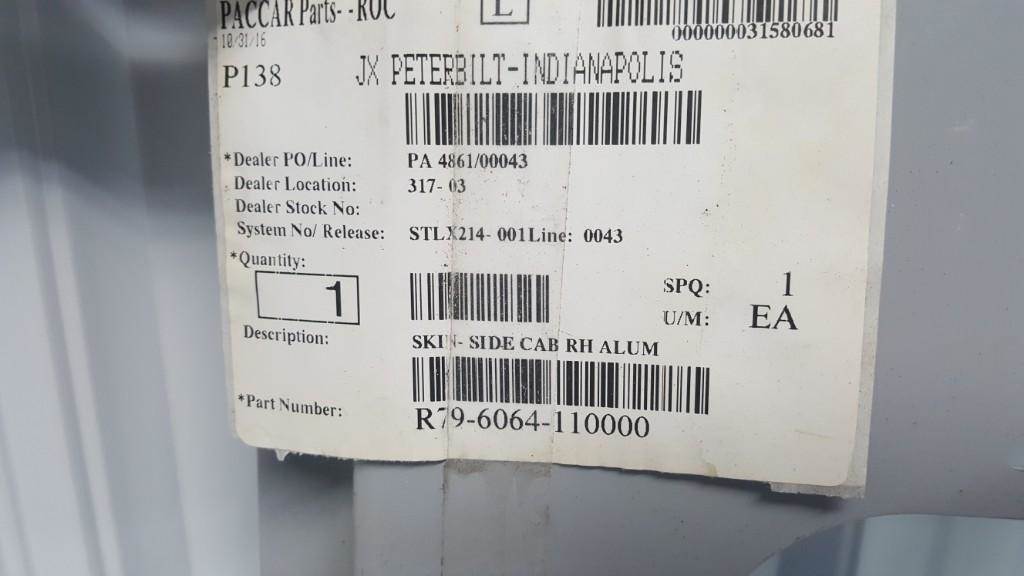 PACCAR Parts- -ROC
L
000000031580681
10/31/16
P138 JX PETERBILT-INDIANAPOLIS
*Dealer PO/Line: PA 4861/00043
Dealer Location: 317- 03
Dealer Stock No:
System No/ Release: STLX214- 001Line: 0043
*Quantity: 1
SPQ: 1
U/M: EA
Description: SKIN- SIDE CAB RH ALUM
*Part Number: R79-6064-110000